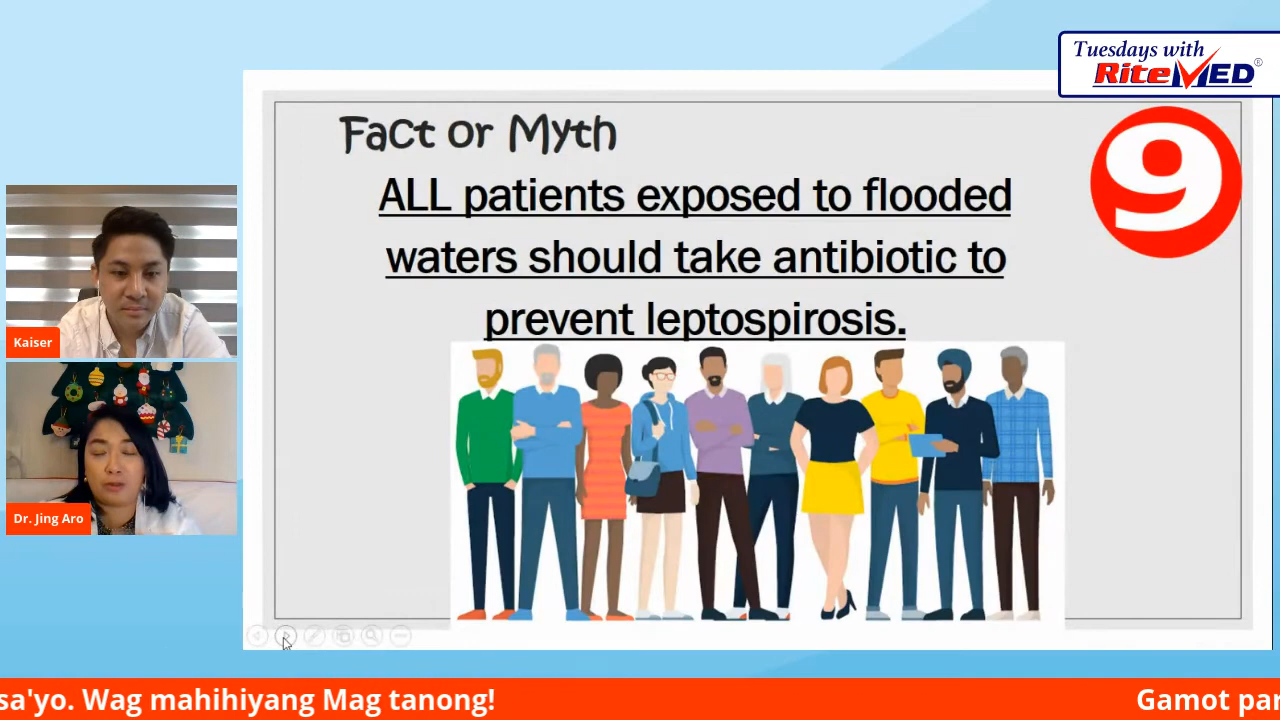 Tuesdays with
RiteMED®
Fact or Myth
9
ALL patients exposed to flooded
waters should take antibiotic to
prevent leptospirosis.
Kaiser
Dr. Jing Aro
sa'yo. Wag mahihiyang Mag tanong!
Gamot par